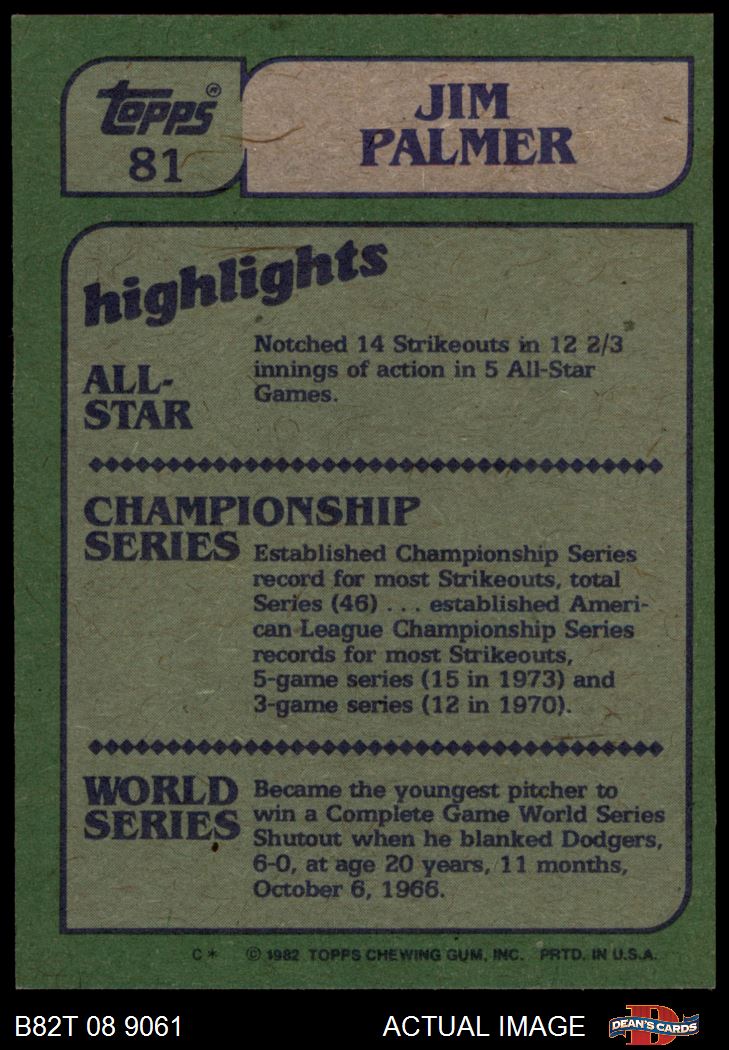 topps®
81
JIM
PALMER
highlights
ALL-
STAR
Notched 14 Strikeouts in 12 2/3
innings of action in 5 All-Star
Games.
CHAMPIONSHIP
SERIES
Established Championship Series
record for most Strikeouts, total
Series (46) . . . established Ameri-
can League Championship Series
records for most Strikeouts,
5-game series (15 in 1973) and
3-game series (12 in 1970).
WORLD
SERIES
Became the youngest pitcher to
win a Complete Game World Series
Shutout when he blanked Dodgers,
6-0, at age 20 years, 11 months,
October 6, 1966.
C* © 1982 TOPPS CHEWING GUM, INC. PRTD. IN U.S.A.
B82T 08 9061 ACTUAL IMAGE D DEAN'S CARDS